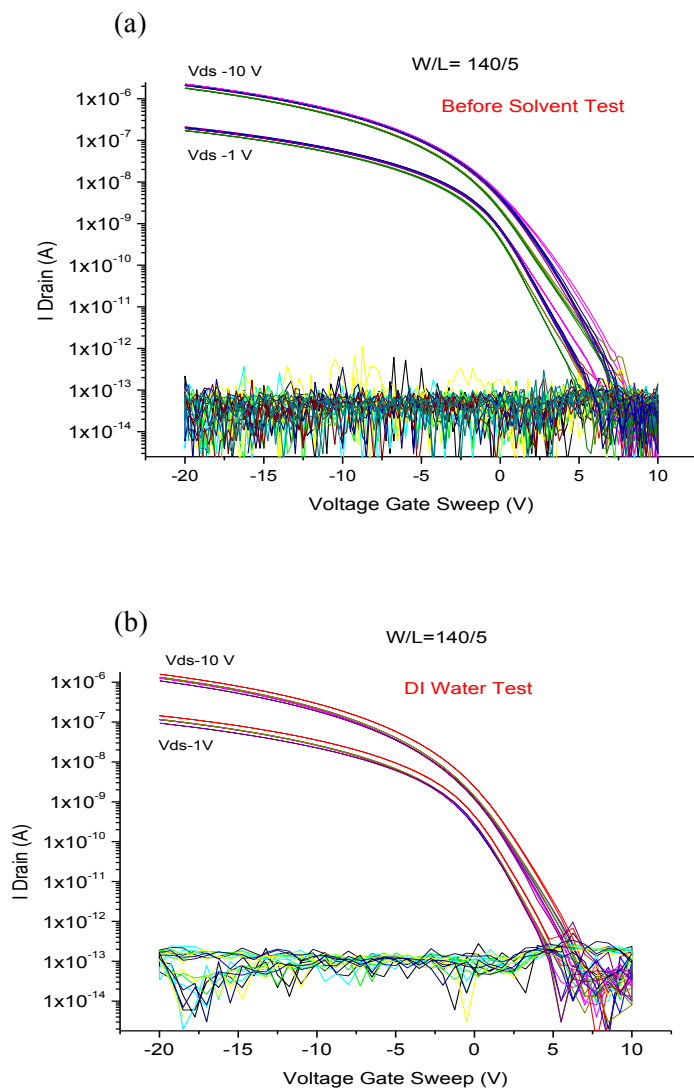 (a)
W/L= 140/5
Vds -10 V
Before Solvent Test
Vds -1 V
1x10⁻⁶
1x10⁻⁷
1x10⁻⁸
1x10⁻⁹
1x10⁻¹⁰
1x10⁻¹¹
1x10⁻¹²
1x10⁻¹³
1x10⁻¹⁴
I Drain (A)
-20 -15 -10 -5 0 5 10
Voltage Gate Sweep (V)
(b)
W/L=140/5
Vds-10 V
DI Water Test
Vds-1V
1x10⁻⁶
1x10⁻⁷
1x10⁻⁸
1x10⁻⁹
1x10⁻¹⁰
1x10⁻¹¹
1x10⁻¹²
1x10⁻¹³
1x10⁻¹⁴
I Drain (A)
-20 -15 -10 -5 0 5 10
Voltage Gate Sweep (V)